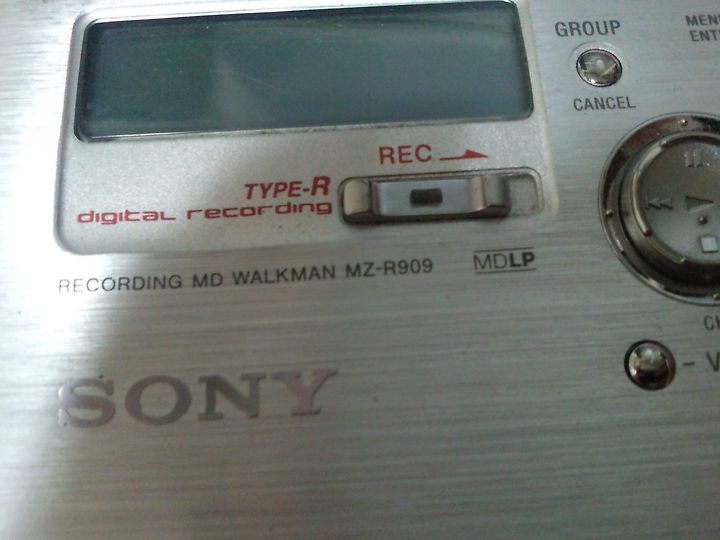 GROUP
CANCEL
REC
TYPE-R
digital recording
RECORDING MD WALKMAN MZ-R909
MDLP
SONY